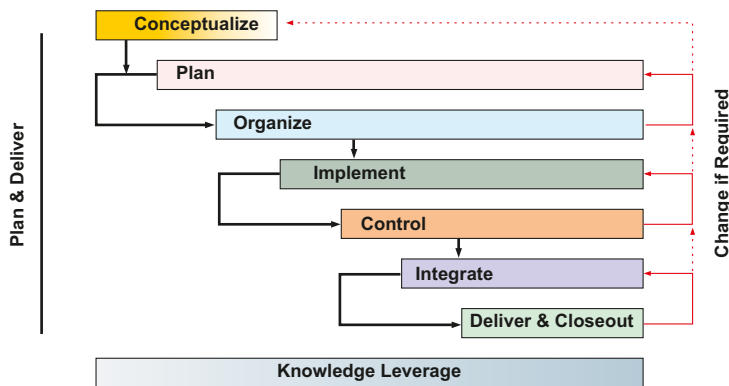 Conceptualize
Plan
Organize
Implement
Control
Integrate
Deliver & Closeout
Knowledge Leverage
Plan & Deliver
Change if Required